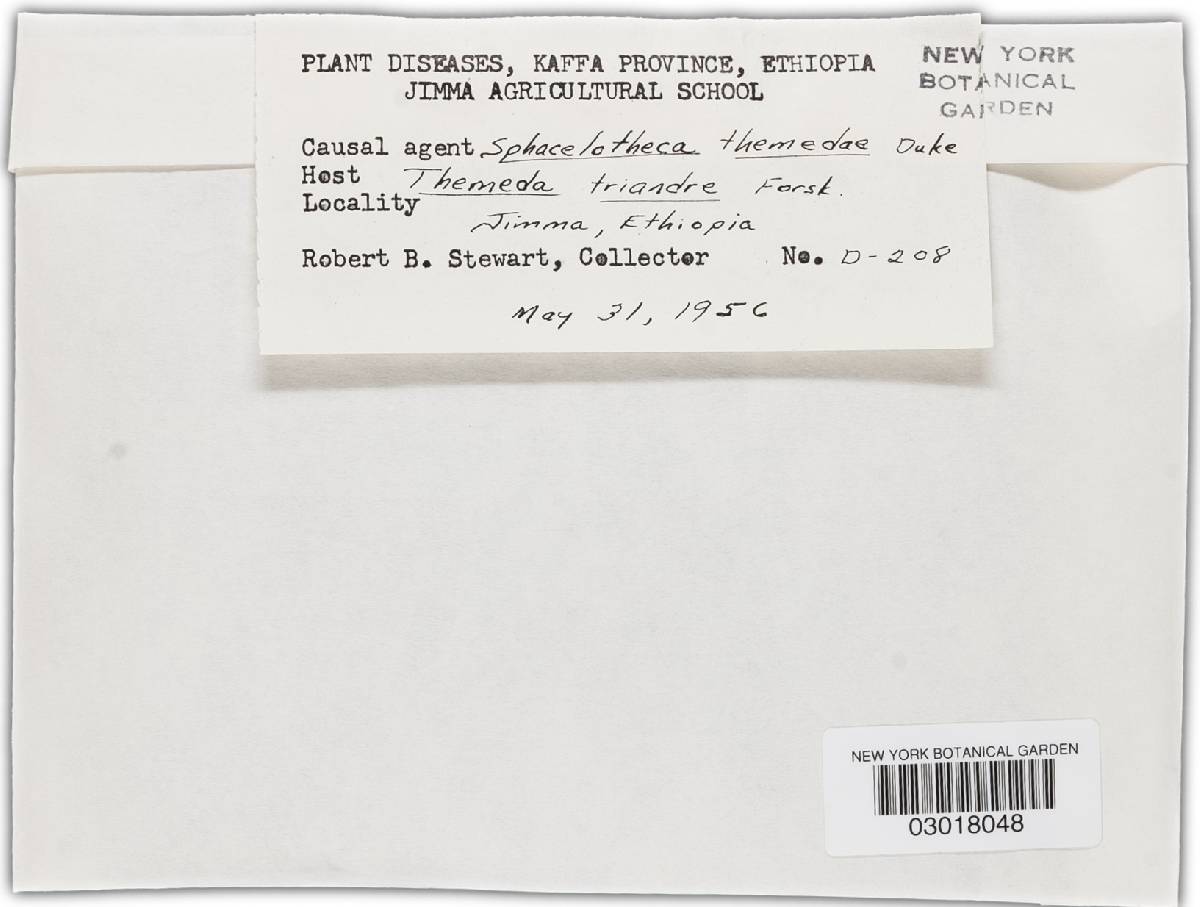 PLANT DISEASES, KAFFA PROVINCE, ETHIOPIA
JIMMA AGRICULTURAL SCHOOL
NEW YORK
BOTANICAL
GARDEN
Causal agent Sphacelotheca themedae Duke
Host Themeda triandre Forsk.
Locality
Jimma, Ethiopia
Robert B. Stewart, Collector No. D-208
May 31, 1956
NEW YORK BOTANICAL GARDEN
03018048